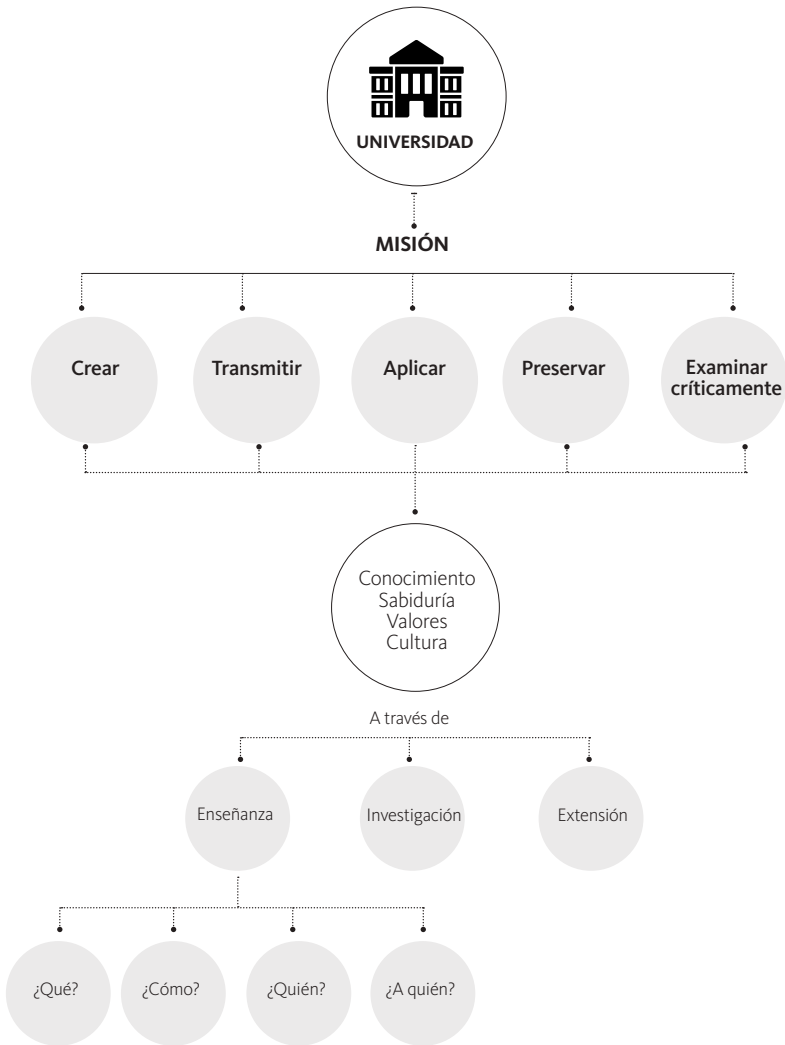 UNIVERSIDAD
MISIÓN
Crear
Transmitir
Aplicar
Preservar
Examinar
críticamente
Conocimiento
Sabiduría
Valores
Cultura
A través de
Enseñanza
Investigación
Extensión
¿Qué?
¿Cómo?
¿Quién?
¿A quién?